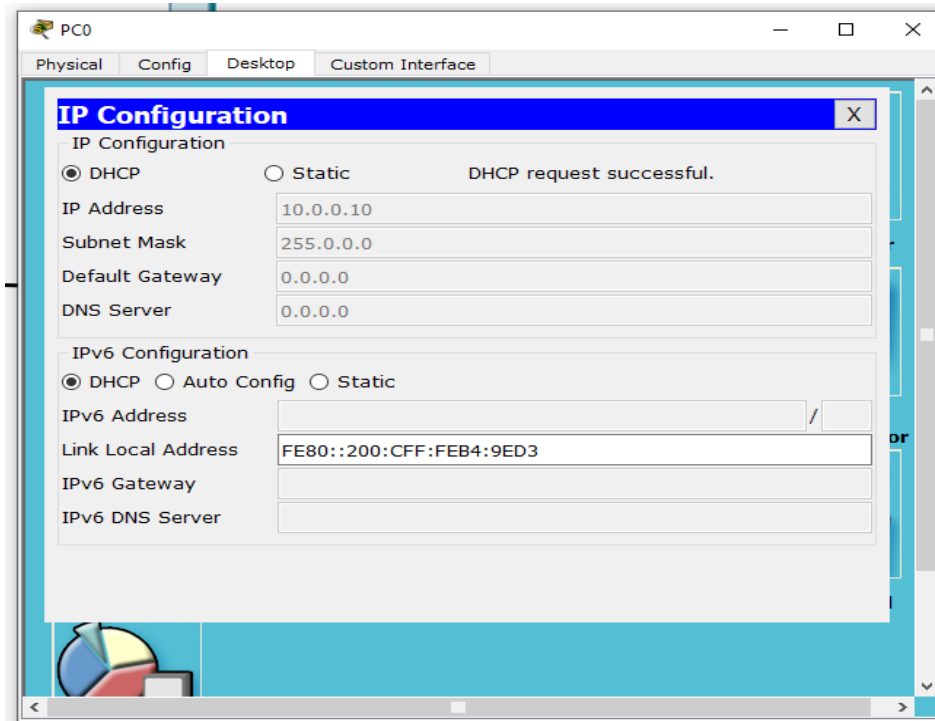 PC0
Physical Config Desktop Custom Interface
IP Configuration X
IP Configuration
DHCP Static DHCP request successful.
IP Address 10.0.0.10
Subnet Mask 255.0.0.0
Default Gateway 0.0.0.0
DNS Server 0.0.0.0
IPv6 Configuration
DHCP Auto Config Static
IPv6 Address /
Link Local Address FE80::200:CFF:FEB4:9ED3
IPv6 Gateway
IPv6 DNS Server
or